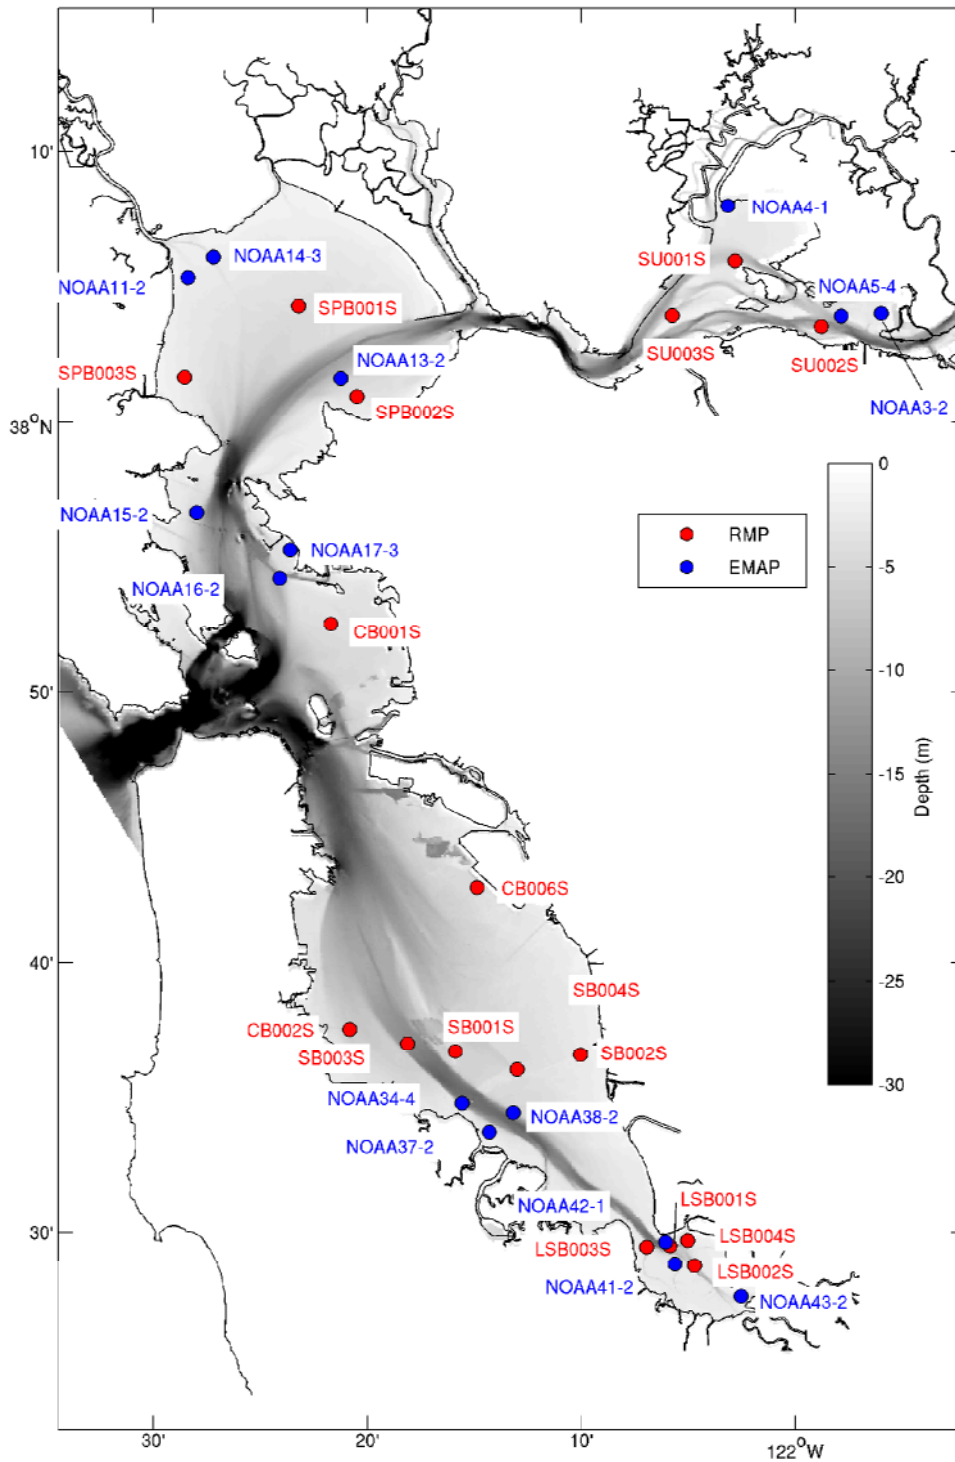 10'
NOAA4-1
NOAA14-3
SU001S
NOAA11-2
NOAA5-4
SPB001S
SU003S
NOAA13-2
SU002S
SPB003S
NOAA3-2
SPB002S
38°N
0
NOAA15-2
RMP
NOAA17-3
EMAP
-5
NOAA16-2
CB001S
-10
50'
-15
Depth (m)
-20
CB006S
-25
40'
SB004S
CB002S
SB001S
SB003S
SB002S
-30
NOAA34-4
NOAA38-2
NOAA37-2
LSB001S
NOAA42-1
30'
LSB004S
LSB003S
LSB002S
NOAA41-2
NOAA43-2
30'
20'
10'
122°W